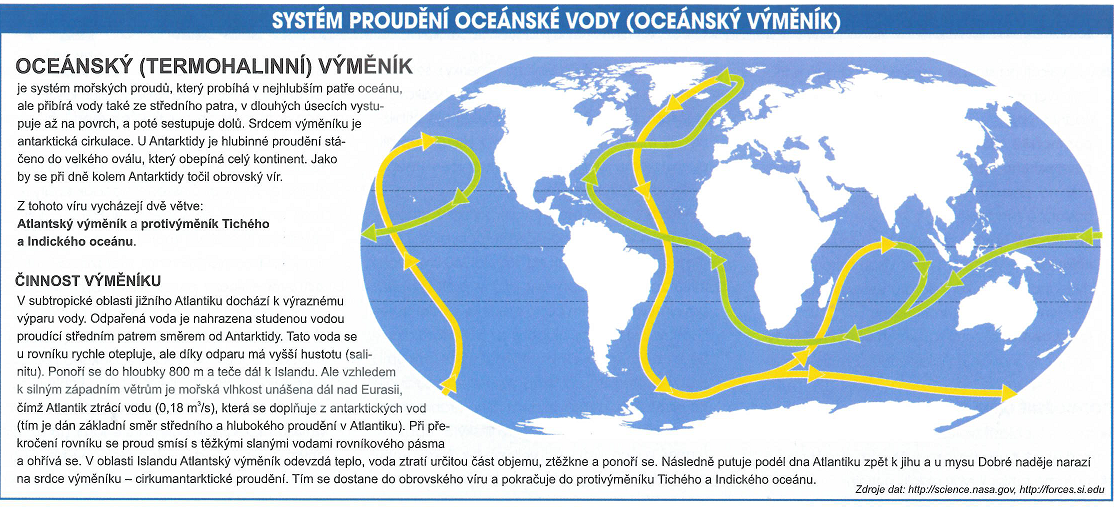 SYSTÉM PROUDĚNÍ OCEÁNSKÉ VODY (OCEÁNSKÝ VÝMĚNÍK)
OCEÁNSKÝ (TERMOHALINNÍ) VÝMĚNÍK
je systém mořských proudů, který probíhá v nejhlubším patře oceánu,
ale přibírá vody také ze středního patra, v dlouhých úsecích vystu-
puje až na povrch, a poté sestupuje dolů. Srdcem výměníku je
antarktická cirkulace. U Antarktidy je hlubinné proudění stá-
čeno do velkého oválu, který obepíná celý kontinent. Jako
by se při dně kolem Antarktidy točil obrovský vír.
Z tohoto víru vycházejí dvě větve:
Atlantský výměník a protivýměník Tichého
a Indického oceánu.
ČINNOST VÝMĚNÍKU
V subtropické oblasti jižního Atlantiku dochází k výraznému
výparu vody. Odpařená voda je nahrazena studenou vodou
proudící středním patrem směrem od Antarktidy. Tato voda se
u rovníku rychle otepluje, ale díky odparu má vyšší hustotu (sali-
nitu). Ponoří se do hloubky 800 m a teče dál k Islandu. Ale vzhledem
k silným západním větrům je mořská vlhkost unášena dál nad Eurasii,
čímž Atlantik ztrácí vodu (0,18 m³/s), která se doplňuje z antarktických vod
(tím je dán základní směr středního a hlubokého proudění v Atlantiku). Při pře-
kročení rovníku se proud smísí s těžkými slanými vodami rovníkového pásma
a ohřívá se. V oblasti Islandu Atlantský výměník odevzdá teplo, voda ztratí určitou část objemu, ztěžkne a ponoří se. Následně putuje podél dna Atlantiku zpět k jihu a u mysu Dobré naděje narazí
na srdce výměníku – cirkumantarktické proudění. Tím se dostane do obrovského víru a pokračuje do protivýměníku Tichého a Indického oceánu.
Zdroje dat: http://science.nasa.gov, http://forces.si.edu